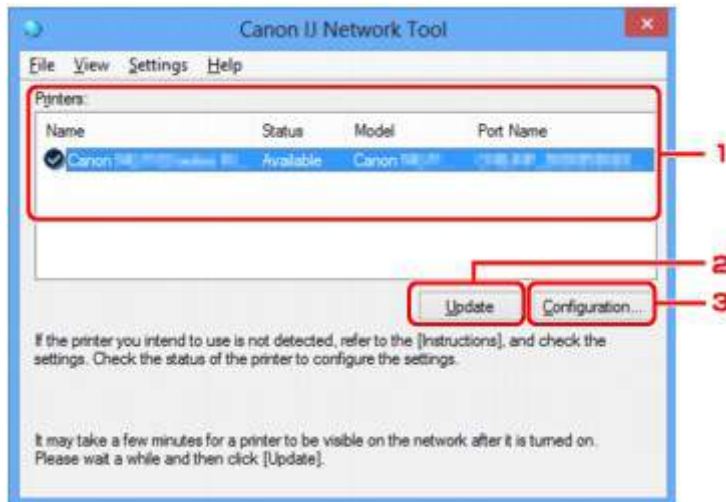 Canon IJ Network Tool
File View Settings Help
Printers:
Name Status Model Port Name
Canon Available Canon
1
2
Update Configuration...
3
If the printer you intend to use is not detected, refer to the [Instructions], and check the
settings. Check the status of the printer to configure the settings.
It may take a few minutes for a printer to be visible on the network after it is turned on.
Please wait a while and then click [Update].